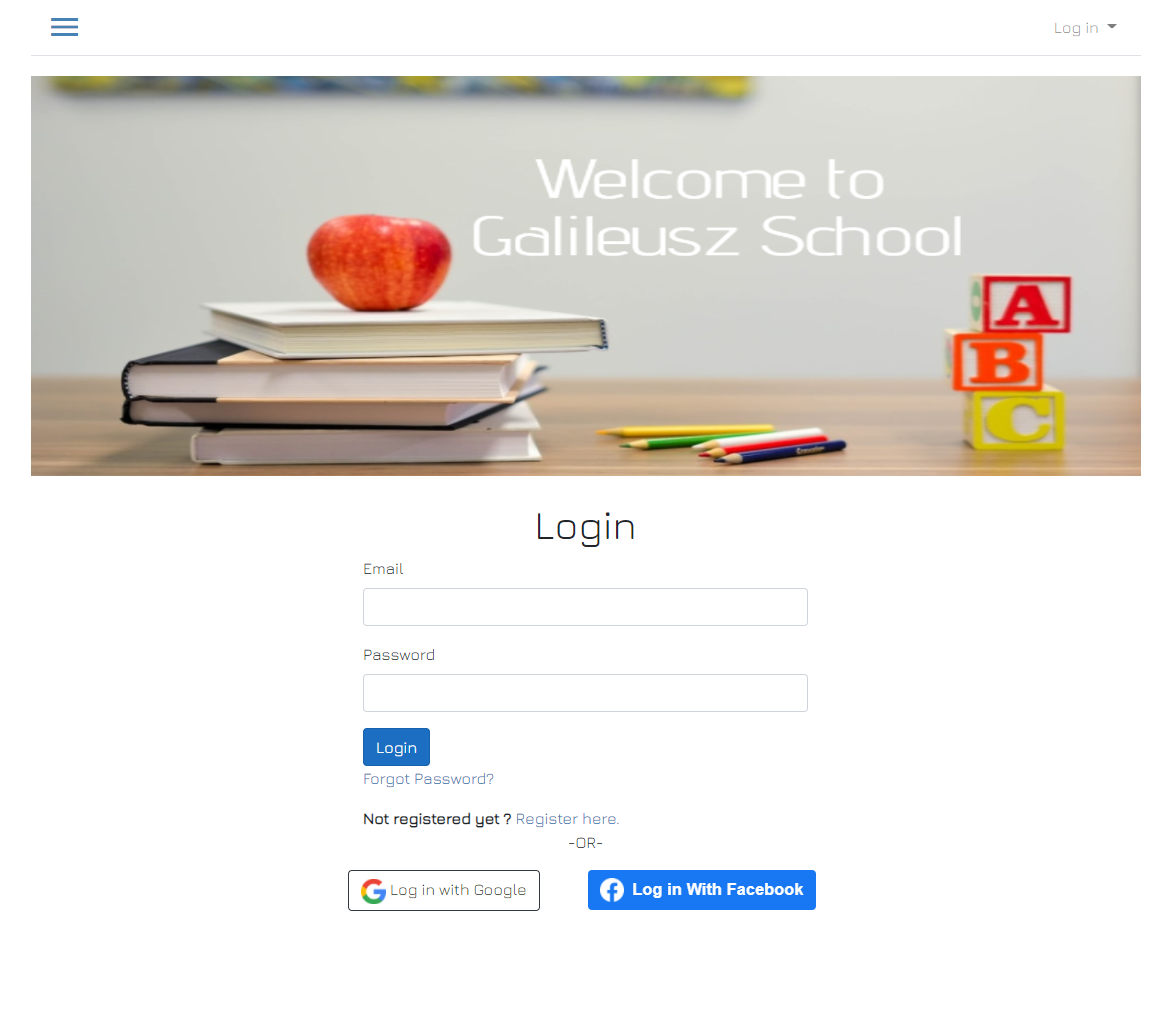 Log in
Welcome to
Galileusz School
A
B
C
Login
Email
Password
Login
Forgot Password?
Not registered yet ? Register here.
-OR-
Log in with Google
Log in With Facebook